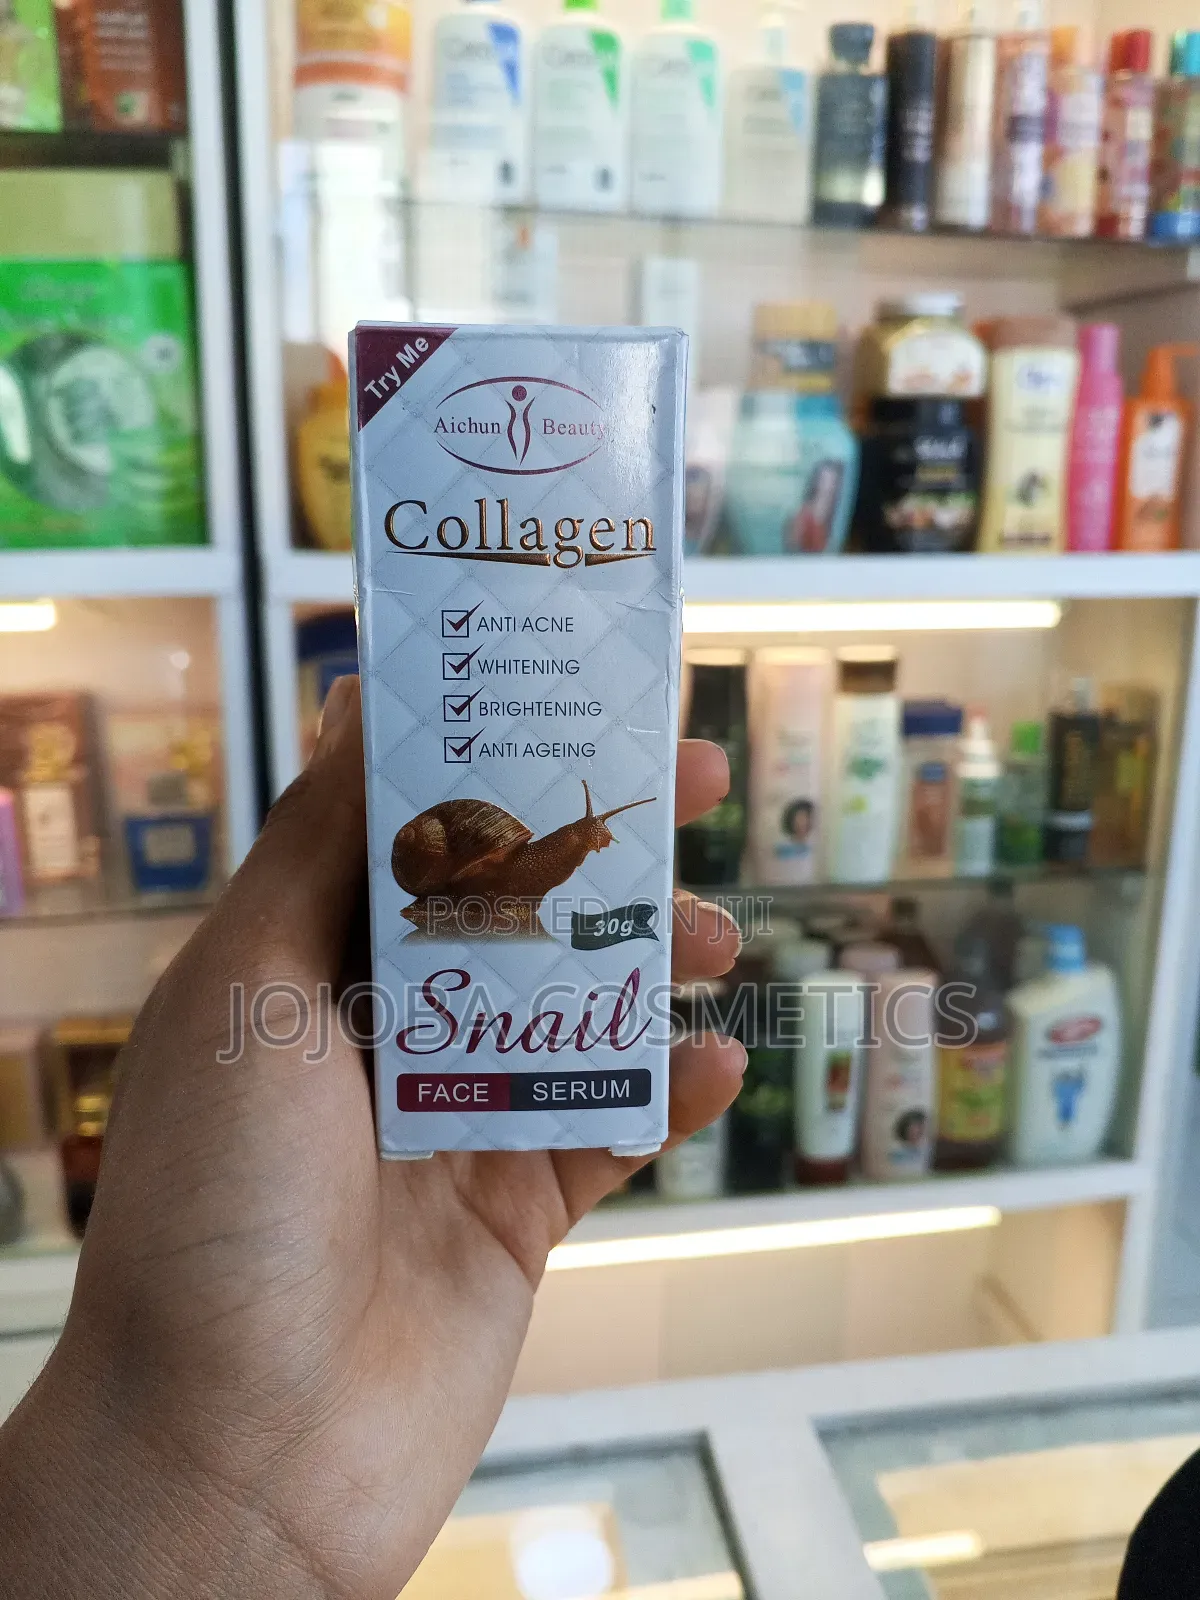 Try Me
Aichun Beauty
Collagen
ANTI ACNE
WHITENING
BRIGHTENING
ANTI AGEING
POSTED ON JIJI
30g
JOJOBA COSMETICS
Snail
FACE SERUM